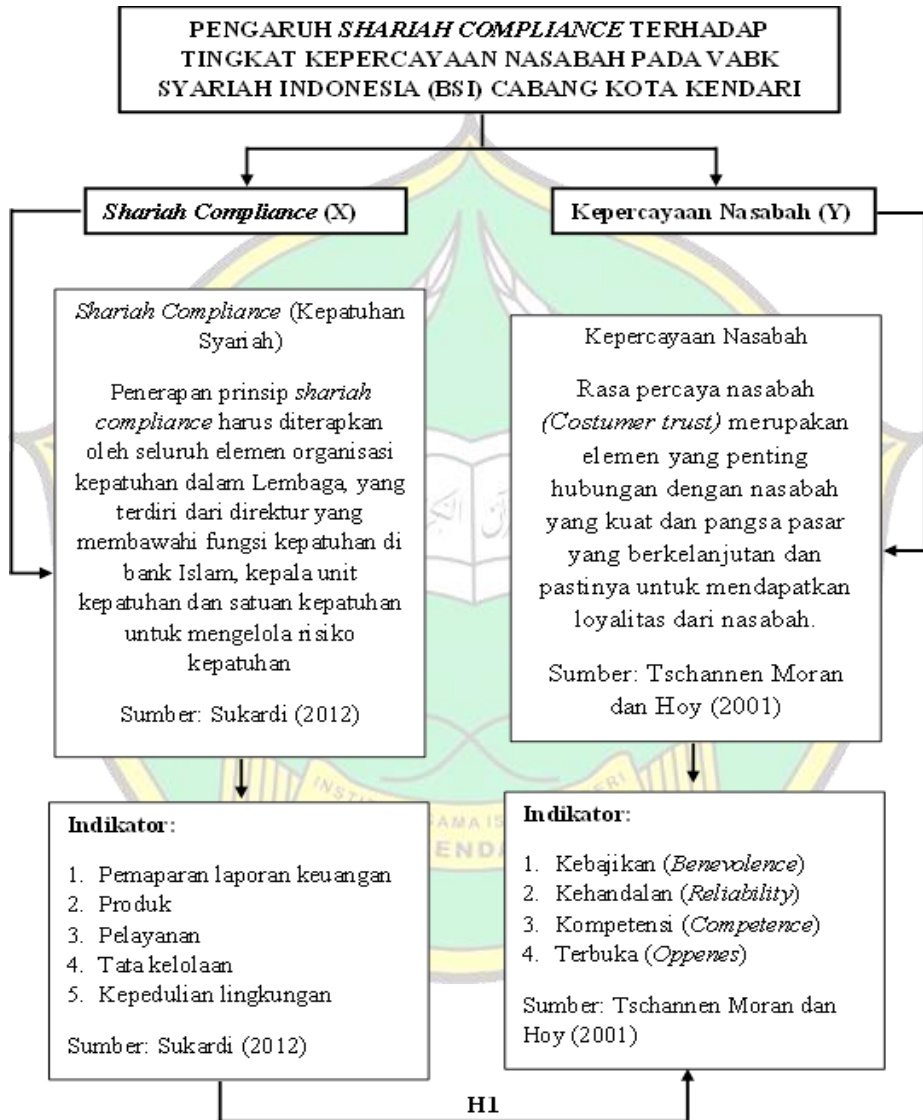 PENGARUH SHARIAH COMPLIANCE TERHADAP
TINGKAT KEPERCAYAAN NASABAH PADA VABK
SYARIAH INDONESIA (BSI) CABANG KOTA KENDARI
Shariah Compliance (X)
Kepercayaan Nasabah (Y)
Shariah Compliance (Kepatuhan
Syariah)
Penerapan prinsip shariah
compliance harus diterapkan
oleh seluruh elemen organisasi
kepatuhan dalam Lembaga, yang
terdiri dari direktur yang
membawahi fungsi kepatuhan di
bank Islam, kepala unit
kepatuhan dan satuan kepatuhan
untuk mengelola risiko
kepatuhan
Sumber: Sukardi (2012)
Kepercayaan Nasabah
Rasa percaya nasabah
(Costumer trust) merupakan
elemen yang penting
hubungan dengan nasabah
yang kuat dan pangsa pasar
yang berkelanjutan dan
pastinya untuk mendapatkan
loyalitas dari nasabah.
Sumber: Tschannen Moran
dan Hoy (2001)
Indikator:
1. Pemaparan laporan keuangan
2. Produk
3. Pelayanan
4. Tata kelolaan
5. Kepedulian lingkungan
Sumber: Sukardi (2012)
Indikator:
1. Kebajikan (Benevolence)
2. Kehandalan (Reliability)
3. Kompetensi (Competence)
4. Terbuka (Oppenes)
Sumber: Tschannen Moran dan
Hoy (2001)
H1